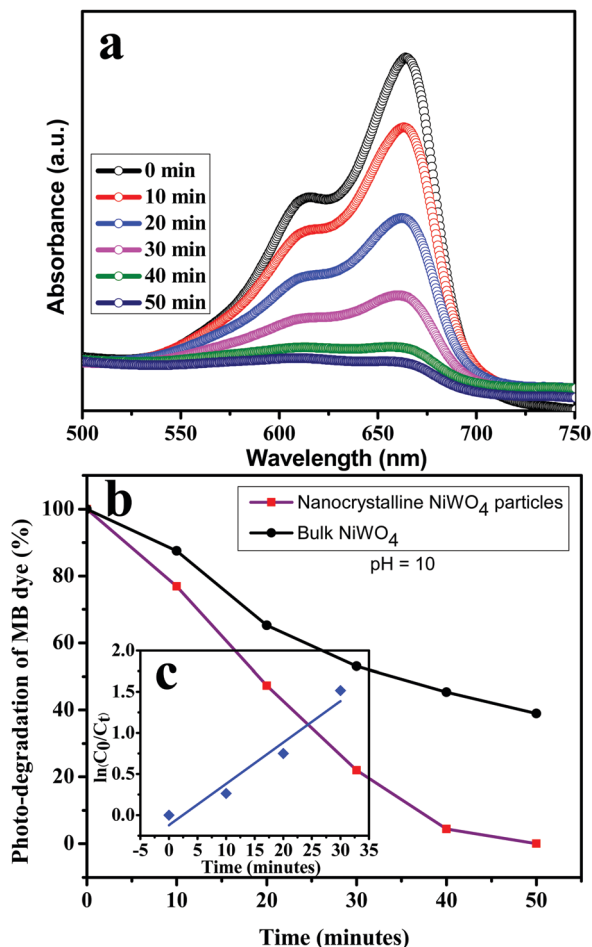 a
Absorbance (a.u.)
0 min
10 min
20 min
30 min
40 min
50 min
500 550 600 650 700 750
Wavelength (nm)
b
Photo-degradation of MB dye (%)
100
80
60
40
20
0
Nanocrystalline NiWO4 particles
Bulk NiWO4
pH = 10
c
ln(C0/Ct)
2.0
1.5
1.0
0.5
0.0
-5 0 5 10 15 20 25 30 35
Time (minutes)
0 10 20 30 40 50
Time (minutes)